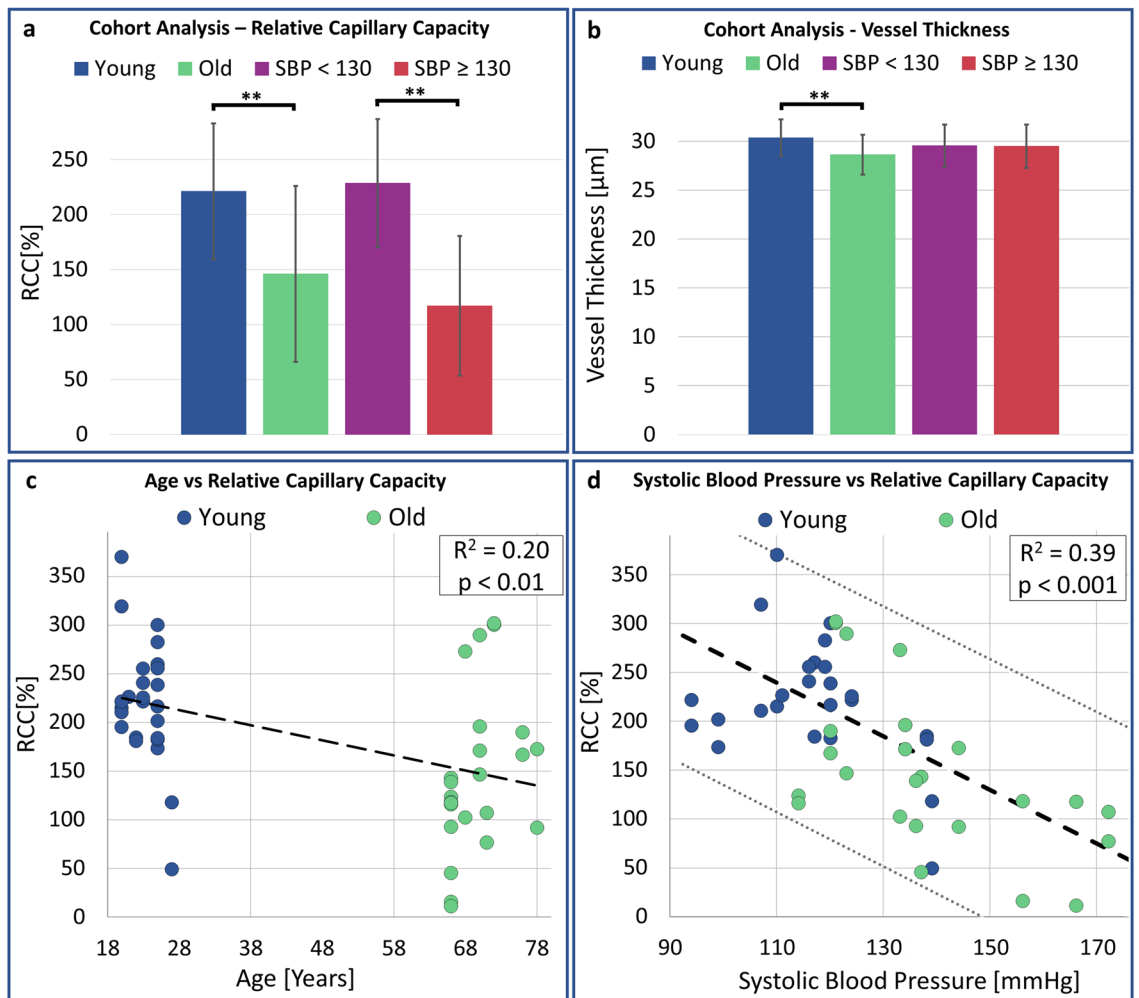 a Cohort Analysis – Relative Capillary Capacity
Young Old SBP < 130 SBP ≥ 130
** **
RCC[%]
250
200
150
100
50
0
b Cohort Analysis - Vessel Thickness
Young Old SBP < 130 SBP ≥ 130
**
Vessel Thickness [µm]
30
25
20
15
10
5
0
c Age vs Relative Capillary Capacity
Young Old
R² = 0.20
p < 0.01
RCC[%]
350
300
250
200
150
100
50
0
18 28 38 48 58 68 78
Age [Years]
d Systolic Blood Pressure vs Relative Capillary Capacity
Young Old
R² = 0.39
p < 0.001
RCC [%]
350
300
250
200
150
100
50
0
90 110 130 150 170
Systolic Blood Pressure [mmHg]